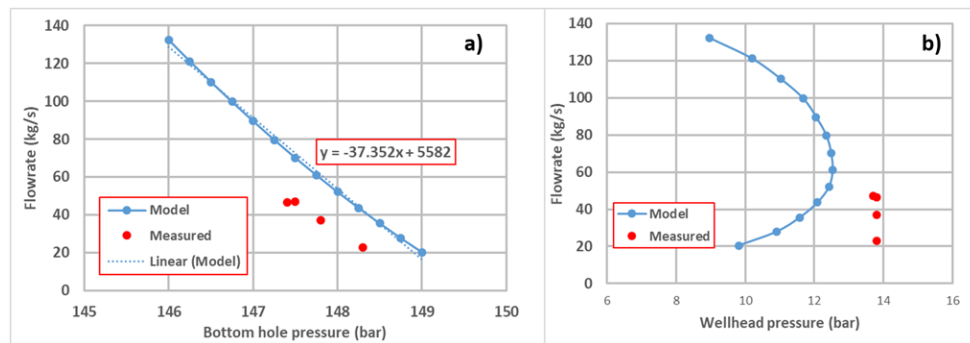 a)
140
120
100
80
60
40
20
0
Flowrate (kg/s)
y = -37.352x + 5582
Model
Measured
Linear (Model)
145 146 147 148 149 150
Bottom hole pressure (bar)
b)
140
120
100
80
60
40
20
0
Flowrate (kg/s)
Model
Measured
6 8 10 12 14 16
Wellhead pressure (bar)